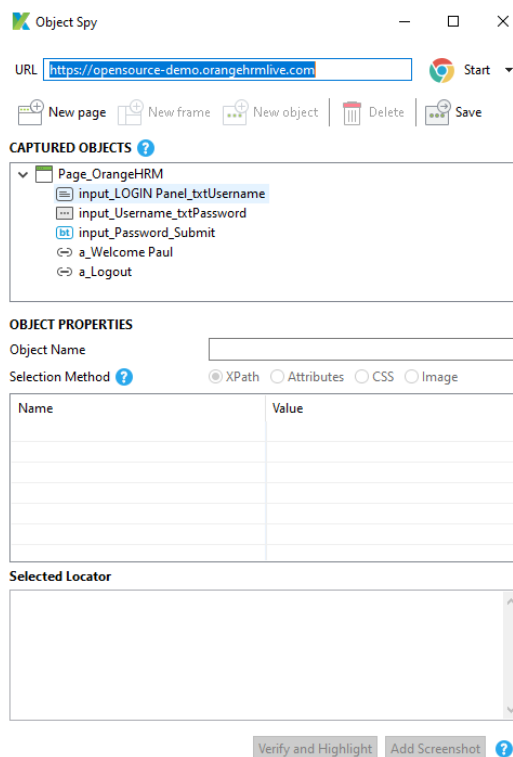 Object Spy
URL https://opensource-demo.orangehrmlive.com Start
New page New frame New object Delete Save
CAPTURED OBJECTS ?
Page_OrangeHRM
input_LOGIN Panel_txtUsername
input_Username_txtPassword
bt input_Password_Submit
a_Welcome Paul
a_Logout
OBJECT PROPERTIES
Object Name
Selection Method ? XPath Attributes CSS Image
Name Value
Selected Locator
Verify and Highlight Add Screenshot ?